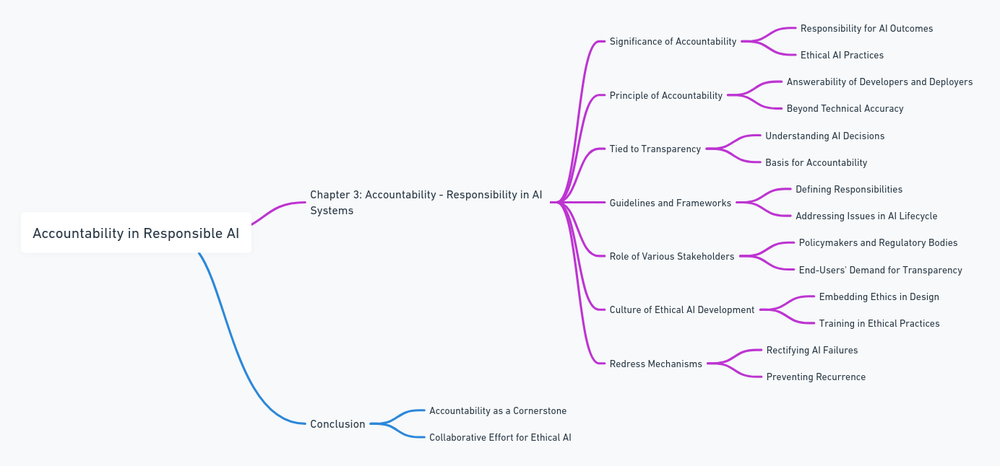 Accountability in Responsible AI
Chapter 3: Accountability - Responsibility in AI
Systems
Significance of Accountability
Responsibility for AI Outcomes
Ethical AI Practices
Principle of Accountability
Answerability of Developers and Deployers
Beyond Technical Accuracy
Tied to Transparency
Understanding AI Decisions
Basis for Accountability
Guidelines and Frameworks
Defining Responsibilities
Addressing Issues in AI Lifecycle
Role of Various Stakeholders
Policymakers and Regulatory Bodies
End-Users' Demand for Transparency
Culture of Ethical AI Development
Embedding Ethics in Design
Training in Ethical Practices
Redress Mechanisms
Rectifying AI Failures
Preventing Recurrence
Conclusion
Accountability as a Cornerstone
Collaborative Effort for Ethical AI